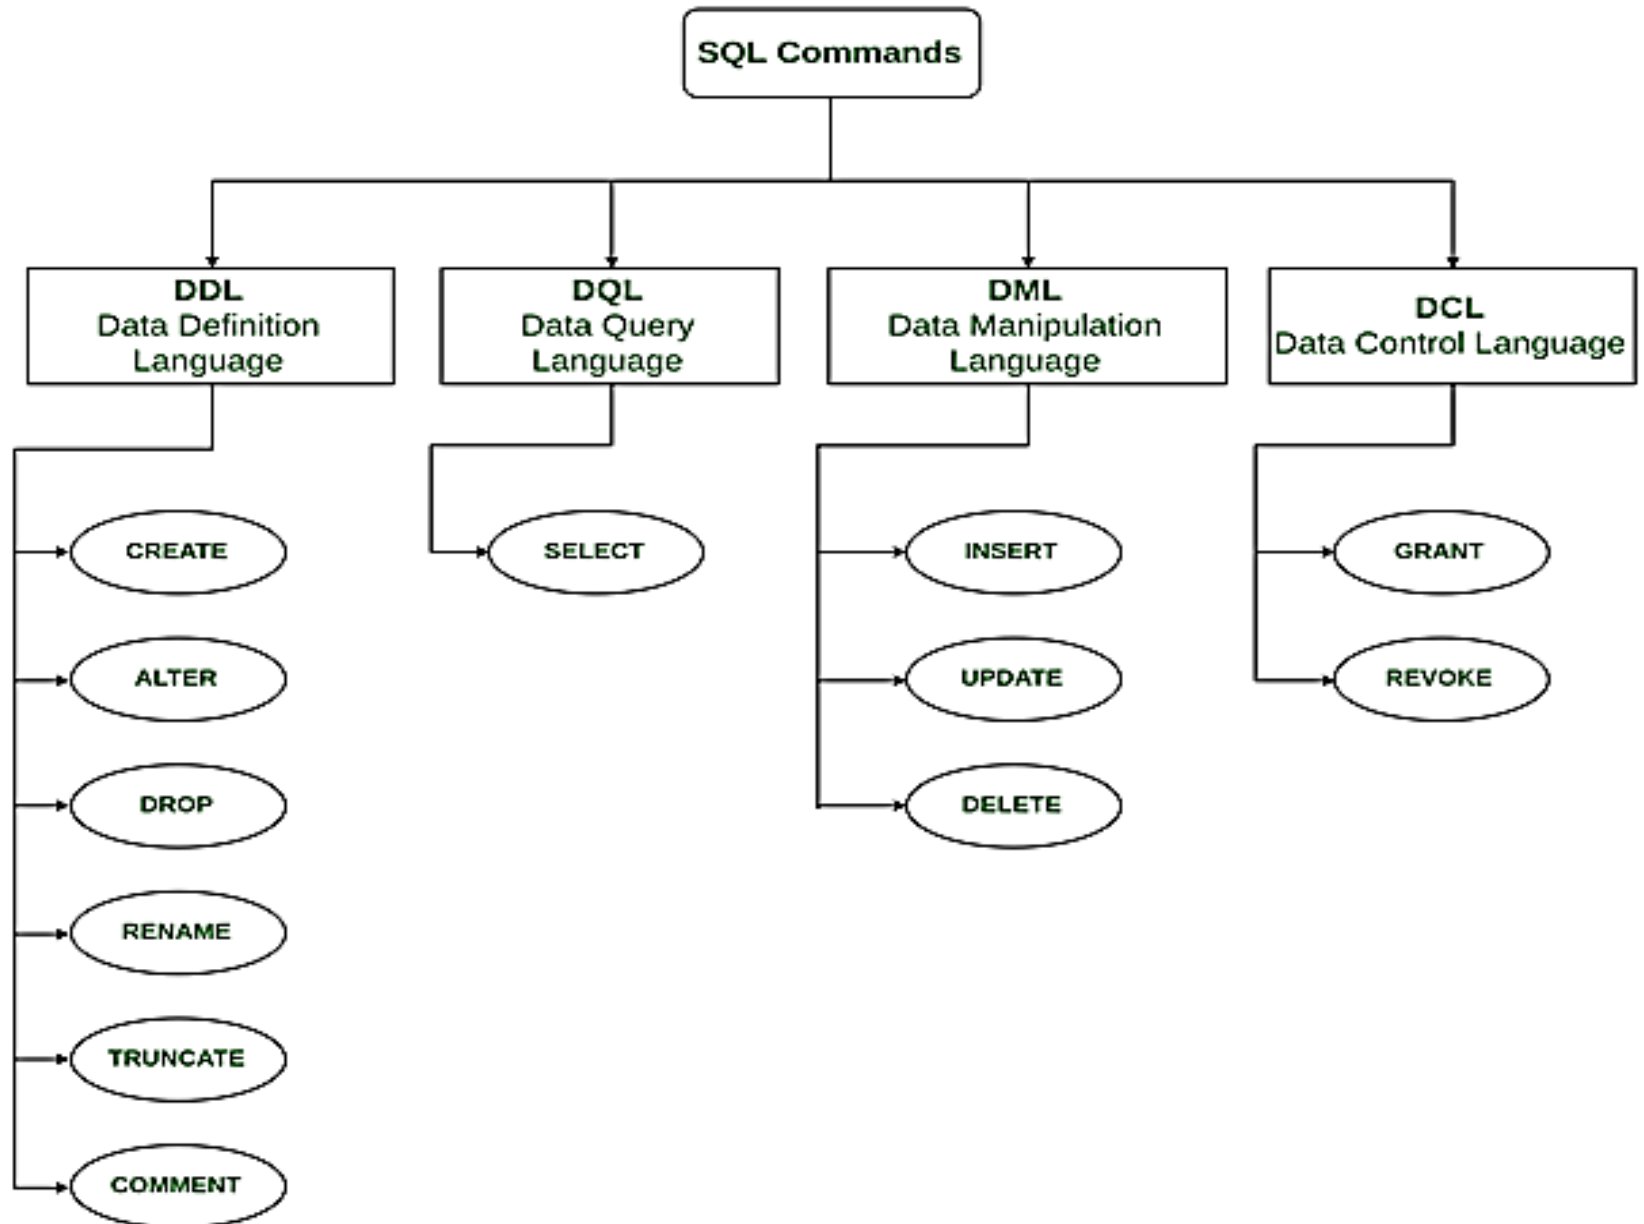 SQL Commands
DDL
Data Definition
Language
DQL
Data Query
Language
DML
Data Manipulation
Language
DCL
Data Control Language
CREATE
ALTER
DROP
RENAME
TRUNCATE
COMMENT
SELECT
INSERT
UPDATE
DELETE
GRANT
REVOKE